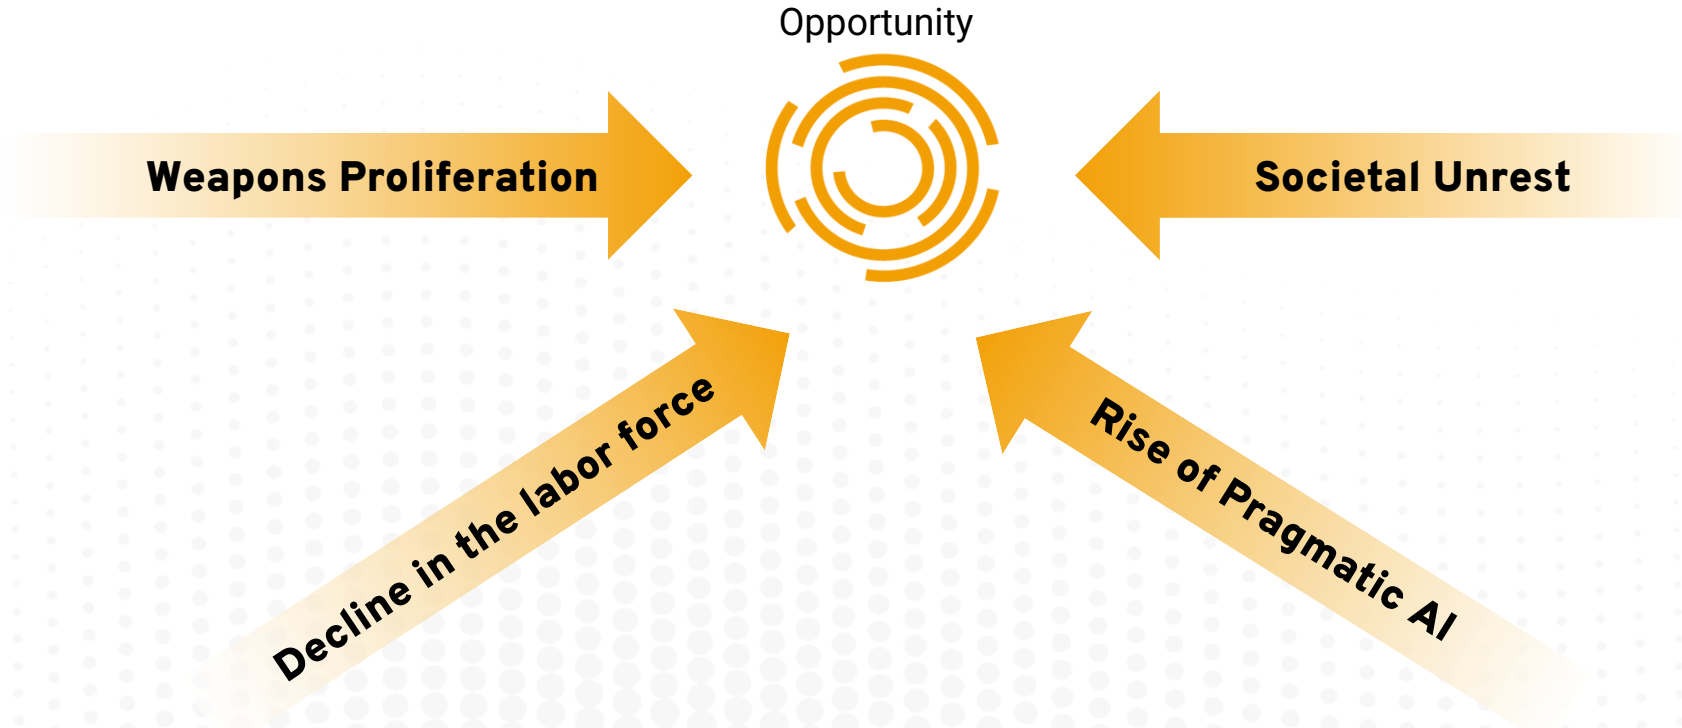 Opportunity
Weapons Proliferation
Societal Unrest
Decline in the labor force
Rise of Pragmatic AI